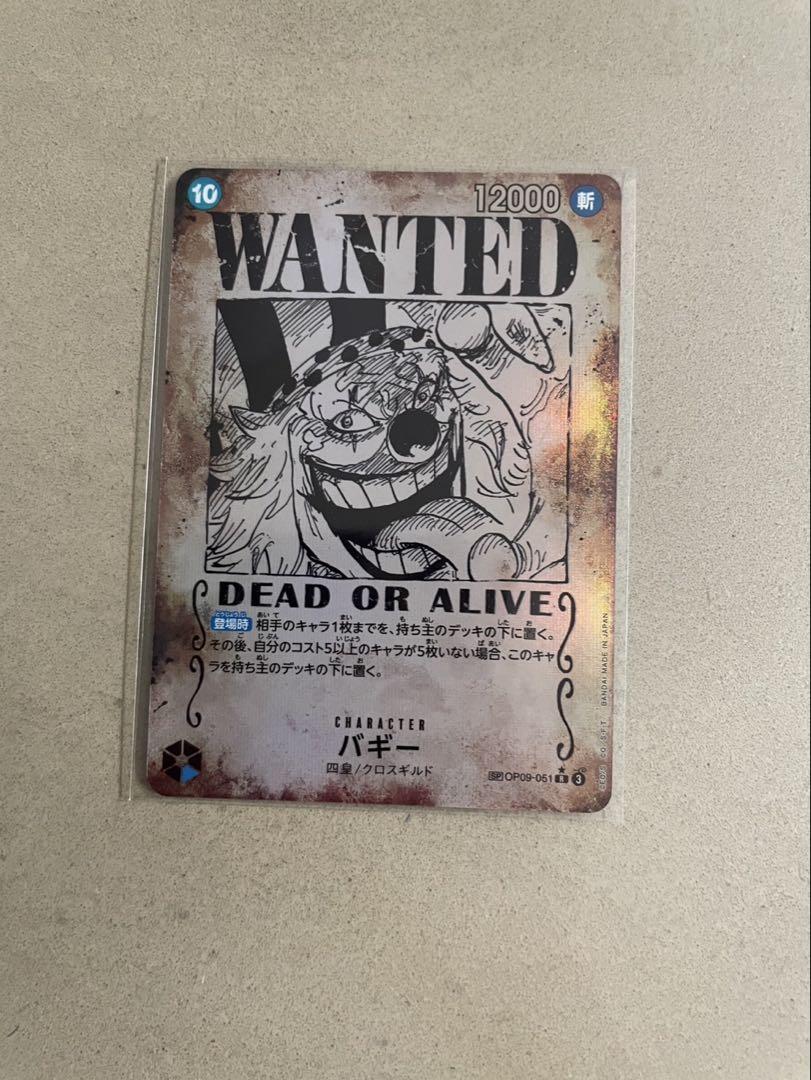 10
12000 斬
WANTED
DEAD OR ALIVE
登場時 相手のキャラ1枚までを、持ち主のデッキの下に置く。
その後、自分のコスト5以上のキャラが5枚いない場合、このキャ
ラを持ち主のデッキの下に置く。
CHARACTER
バギー
四皇/クロスギルド
SP OP09-051 R 3
BANDAI MADE IN JAPAN